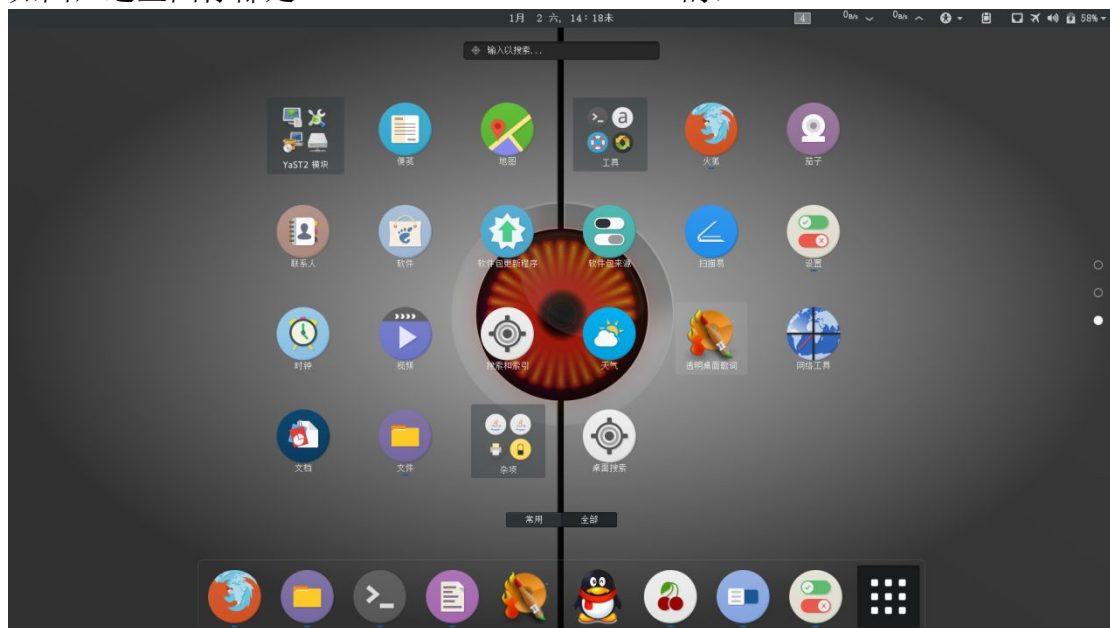 1月 2 六, 14:18未
4 0B/s 0B/s 58%
输入以搜索...
YaST2 模块 便笺 地图 工具 火狐 茄子
a
联系人 软件 软件包更新程序 软件包来源 扫描易 设置
时钟 视频 搜索和索引 天气 透明桌面歌词 网络工具
文档 文件 杂项 桌面搜索
常用 全部